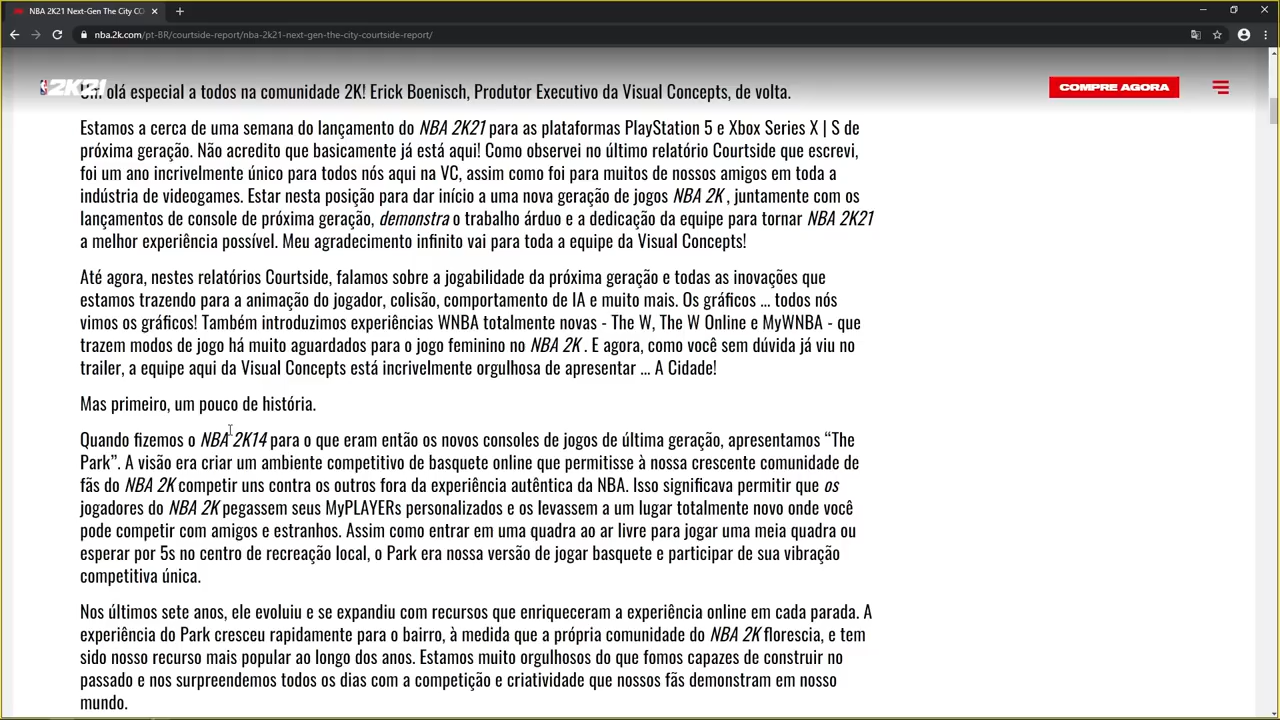 NBA 2K21 Next-Gen The City CO
nba.2k.com/pt-BR/courtside-report/nba-2k21-next-gen-the-city-courtside-report/
2K21
COMPRE AGORA
Um olá especial a todos na comunidade 2K! Erick Boenisch, Produtor Executivo da Visual Concepts, de volta.
Estamos a cerca de uma semana do lançamento do NBA 2K21 para as plataformas PlayStation 5 e Xbox Series X | S de
próxima geração. Não acredito que basicamente já está aqui! Como observei no último relatório Courtside que escrevi,
foi um ano incrivelmente único para todos nós aqui na VC, assim como foi para muitos de nossos amigos em toda a
indústria de videogames. Estar nesta posição para dar início a uma nova geração de jogos NBA 2K , juntamente com os
lançamentos de console de próxima geração, demonstra o trabalho árduo e a dedicação da equipe para tornar NBA 2K21
a melhor experiência possível. Meu agradecimento infinito vai para toda a equipe da Visual Concepts!
Até agora, nestes relatórios Courtside, falamos sobre a jogabilidade da próxima geração e todas as inovações que
estamos trazendo para a animação do jogador, colisão, comportamento de IA e muito mais. Os gráficos ... todos nós
vimos os gráficos! Também introduzimos experiências WNBA totalmente novas - The W, The W Online e MyWNBA - que
trazem modos de jogo há muito aguardados para o jogo feminino no NBA 2K . E agora, como você sem dúvida já viu no
trailer, a equipe aqui da Visual Concepts está incrivelmente orgulhosa de apresentar ... A Cidade!
Mas primeiro, um pouco de história.
Quando fizemos o NBA 2K14 para o que eram então os novos consoles de jogos de última geração, apresentamos “The
Park”. A visão era criar um ambiente competitivo de basquete online que permitisse à nossa crescente comunidade de
fãs do NBA 2K competir uns contra os outros fora da experiência autêntica da NBA. Isso significava permitir que os
jogadores do NBA 2K pegassem seus MyPLAYERs personalizados e os levassem a um lugar totalmente novo onde você
pode competir com amigos e estranhos. Assim como entrar em uma quadra ao ar livre para jogar uma meia quadra ou
esperar por 5s no centro de recreação local, o Park era nossa versão de jogar basquete e participar de sua vibração
competitiva única.
Nos últimos sete anos, ele evoluiu e se expandiu com recursos que enriqueceram a experiência online em cada parada. A
experiência do Park cresceu rapidamente para o bairro, à medida que a própria comunidade do NBA 2K florescia, e tem
sido nosso recurso mais popular ao longo dos anos. Estamos muito orgulhosos do que fomos capazes de construir no
passado e nos surpreendemos todos os dias com a competição e criatividade que nossos fãs demonstram em nosso
mundo.